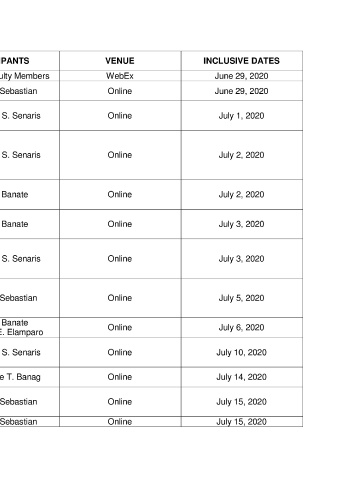 IPANTS VENUE INCLUSIVE DATES
ulty Members WebEx June 29, 2020
Sebastian Online June 29, 2020
S. Senaris Online July 1, 2020
S. Senaris Online July 2, 2020
Banate Online July 2, 2020
Banate Online July 3, 2020
S. Senaris Online July 3, 2020
Sebastian Online July 5, 2020
Banate
E. Elamparo Online July 6, 2020
S. Senaris Online July 10, 2020
e T. Banag Online July 14, 2020
Sebastian Online July 15, 2020
Sebastian Online July 15, 2020